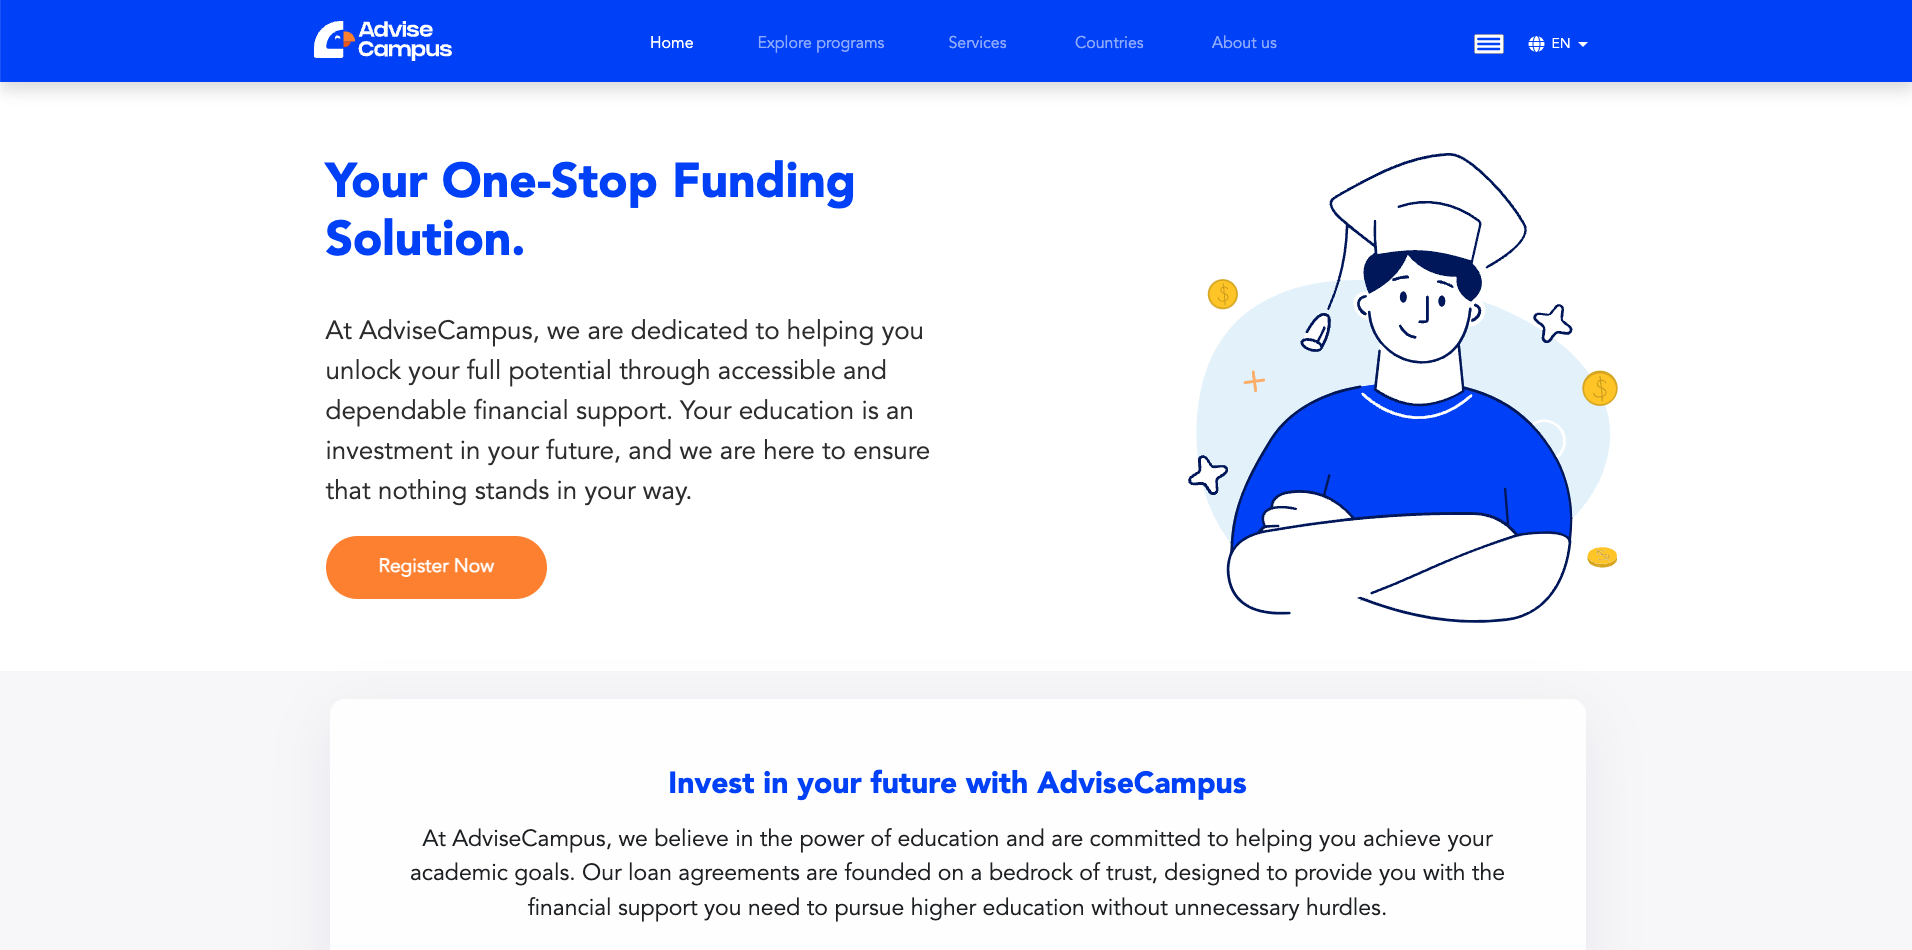 Advise
Campus
Home
Explore programs
Services
Countries
About us
EN
Your One-Stop Funding
Solution.
At AdviseCampus, we are dedicated to helping you
unlock your full potential through accessible and
dependable financial support. Your education is an
investment in your future, and we are here to ensure
that nothing stands in your way.
Register Now
$
$
Invest in your future with AdviseCampus
At AdviseCampus, we believe in the power of education and are committed to helping you achieve your
academic goals. Our loan agreements are founded on a bedrock of trust, designed to provide you with the
financial support you need to pursue higher education without unnecessary hurdles.